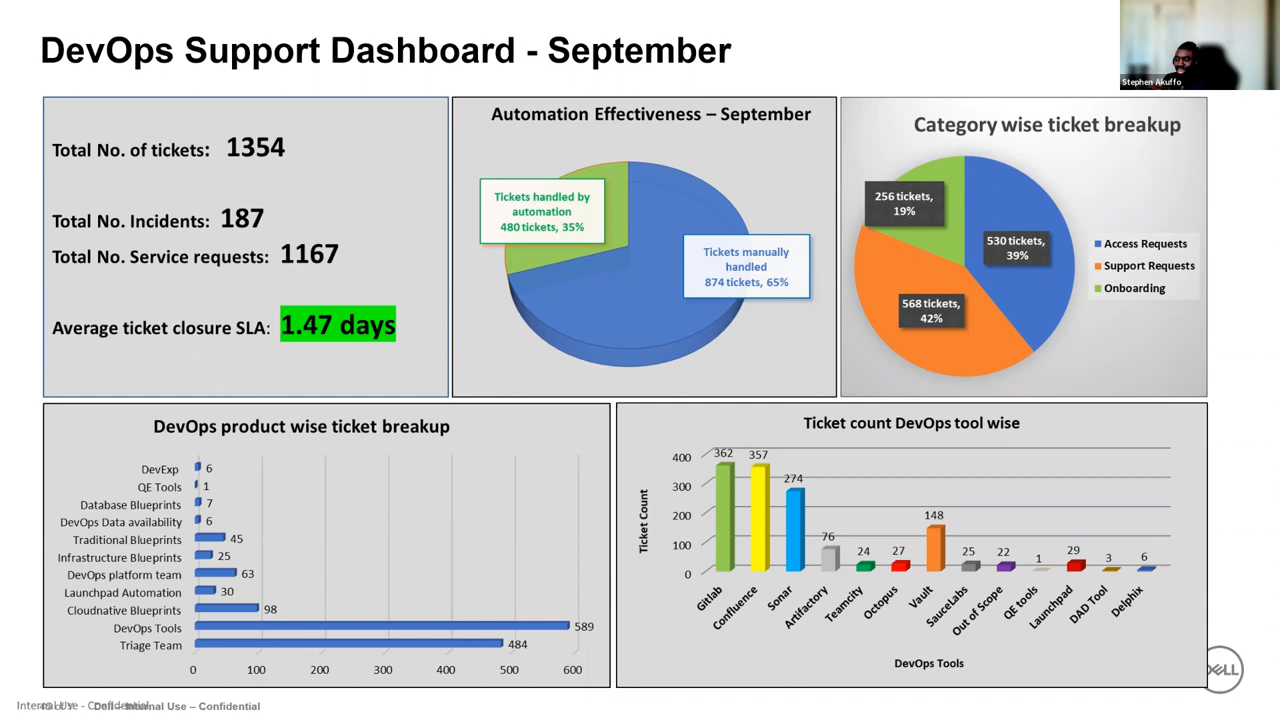 DevOps Support Dashboard - September
Stephen Akuffo
Total No. of tickets: 1354
Total No. Incidents: 187
Total No. Service requests: 1167
Average ticket closure SLA: 1.47 days
Automation Effectiveness – September
Tickets handled by
automation
480 tickets, 35%
Tickets manually
handled
874 tickets, 65%
Category wise ticket breakup
256 tickets,
19%
530 tickets,
39%
568 tickets,
42%
Access Requests
Support Requests
Onboarding
DevOps product wise ticket breakup
DevExp 6
QE Tools 1
Database Blueprints 7
DevOps Data availability 6
Traditional Blueprints 45
Infrastructure Blueprints 25
DevOps platform team 63
Launchpad Automation 30
Cloudnative Blueprints 98
DevOps Tools 589
Triage Team 484
0 100 200 300 400 500 600
Ticket count DevOps tool wise
Ticket Count
400
300
200
100
0
362 357 274 76 24 27 148 25 22 1 29 3 6
Gitlab
Confluence
Sonar
Artifactory
Teamcity
Octopus
Vault
SauceLabs
Out of Scope
QE tools
Launchpad
DAD Tool
Delphix
DevOps Tools
DELL
Internal Use - Confidential
Dell - Internal Use – Confidential